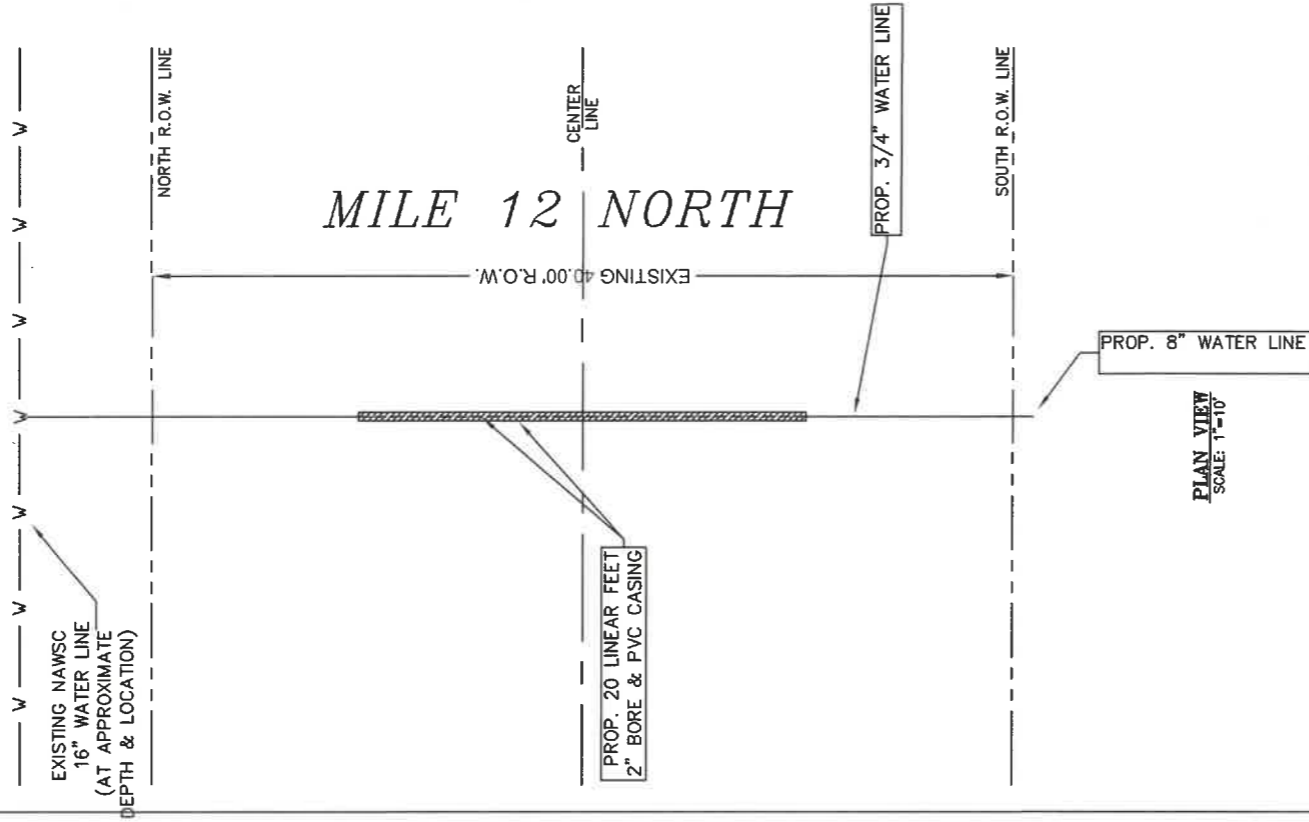 W W W W W W W
EXISTING NAWSC
16" WATER LINE
(AT APPROXIMATE
DEPTH & LOCATION)
NORTH R.O.W. LINE
MILE 12 NORTH
EXISTING 40.00' R.O.W.
CENTER
LINE
PROP. 3/4" WATER LINE
PROP. 20 LINEAR FEET
2" BORE & PVC CASING
SOUTH R.O.W. LINE
PROP. 8" WATER LINE
PLAN VIEW
SCALE: 1"=10'